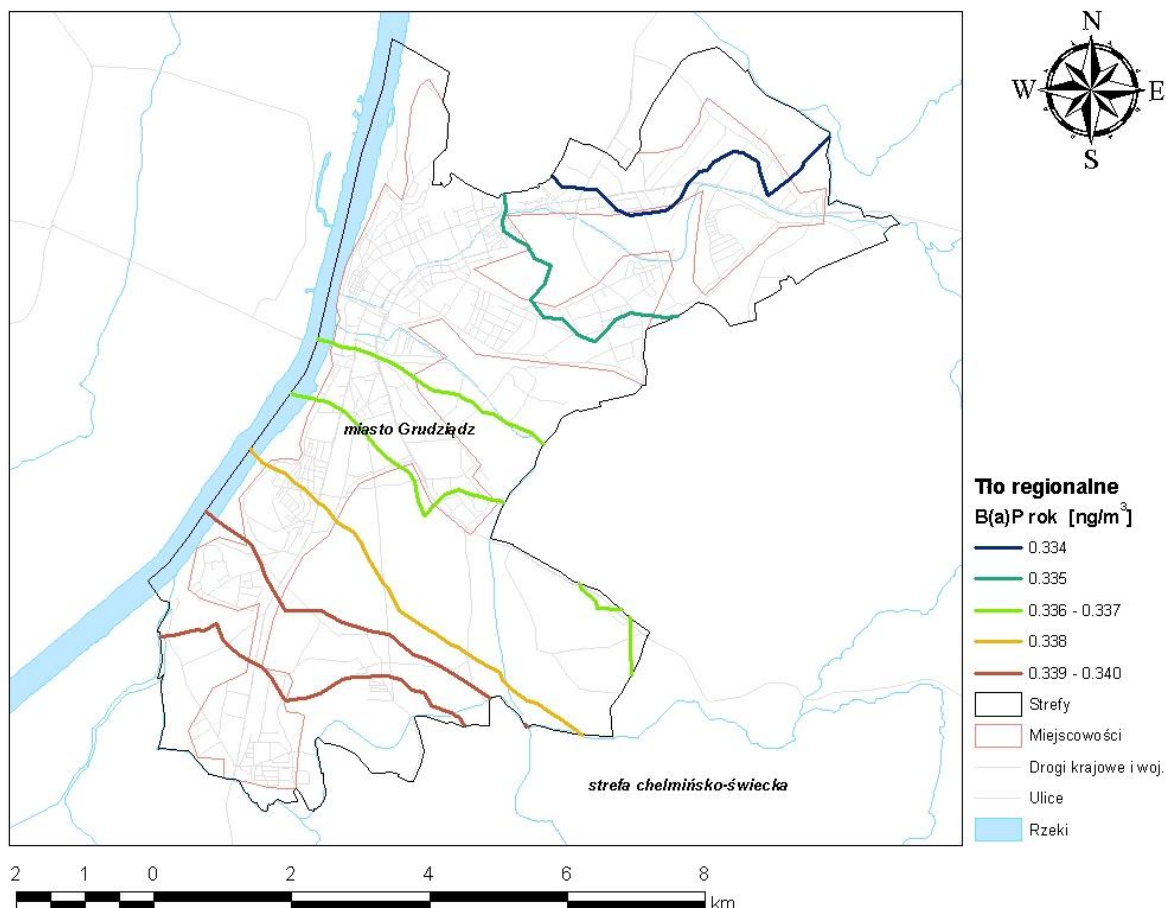 N
W E
S
miasto Grudziądz
strefa chełmińsko-świecka
Tło regionalne
B(a)P rok [ng/m³]
0.334
0.335
0.336 - 0.337
0.338
0.339 - 0.340
Strefy
Miejscowości
Drogi krajowe i woj.
Ulice
Rzeki
2 1 0 2 4 6 8
km